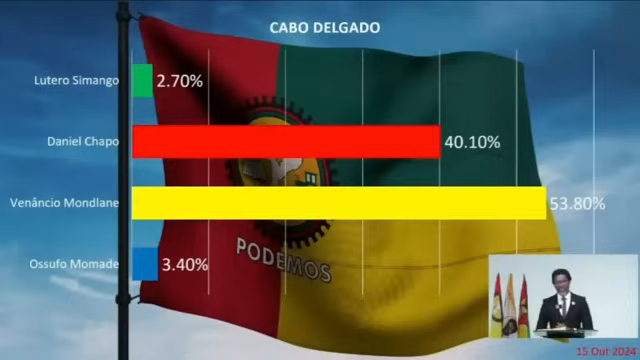 CABO DELGADO
Lutero Simango 2.70%
Daniel Chapo 40.10%
Venâncio Mondlane 53.80%
Ossufo Momade 3.40%
PODEMOS
15 Out 2024